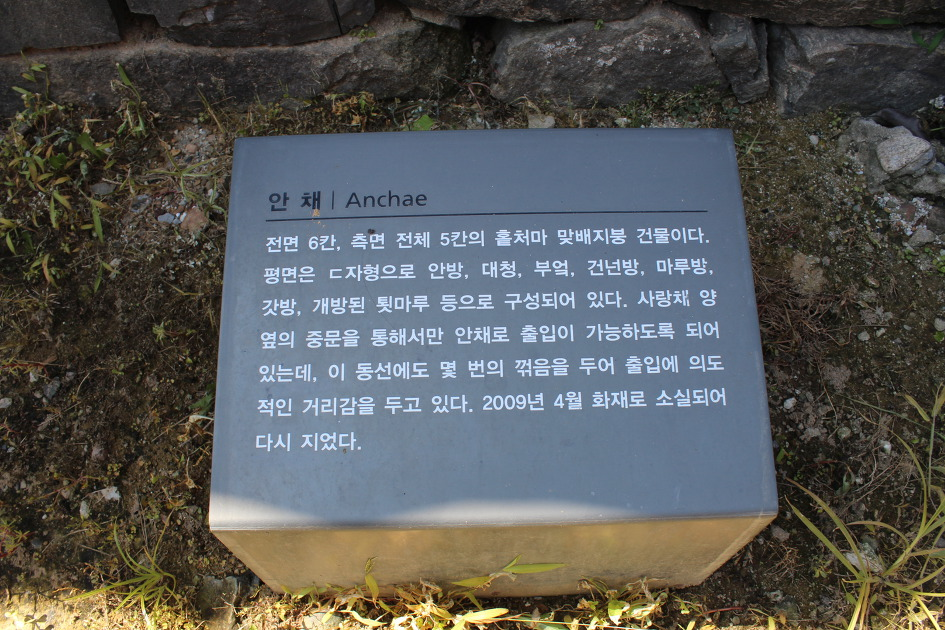 안 채 | Anchae
전면 6칸, 측면 전체 5칸의 홑처마 맞배지붕 건물이다.
평면은 ㄷ자형으로 안방, 대청, 부엌, 건넌방, 마루방,
갓방, 개방된 툇마루 등으로 구성되어 있다. 사랑채 양
옆의 중문을 통해서만 안채로 출입이 가능하도록 되어
있는데, 이 동선에도 몇 번의 꺾음을 두어 출입에 의도
적인 거리감을 두고 있다. 2009년 4월 화재로 소실되어
다시 지었다.